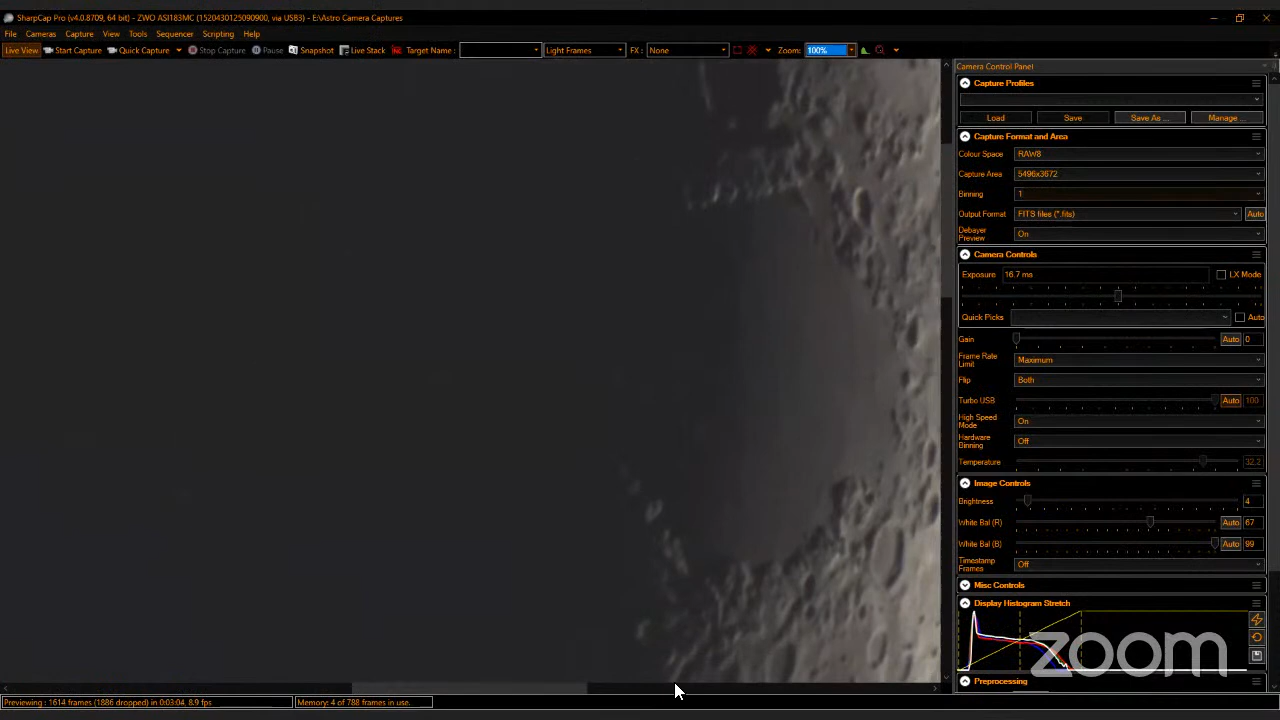 SharpCap Pro (v4.0.8709, 64 bit) - ZWO ASI183MC (1520430125090900, via USB3) - E:\Astro Camera Captures
File Cameras Capture View Tools Sequencer Scripting Help
Live View Start Capture Quick Capture Stop Capture Pause Snapshot Live Stack Target Name : Light Frames FX : None Zoom: 100%
Camera Control Panel
Capture Profiles
Load Save Save As ... Manage ...
Capture Format and Area
Colour Space RAW8
Capture Area 5496x3672
Binning 1
Output Format FITS files (*.fits) Auto
Debayer
Preview On
Camera Controls
Exposure 16.7 ms LX Mode
Quick Picks Auto
Gain Auto 0
Frame Rate
Limit Maximum
Flip Both
Turbo USB Auto 100
High Speed
Mode On
Hardware
Binning Off
Temperature 32.2
Image Controls
Brightness 4
White Bal (R) Auto 67
White Bal (B) Auto 99
Timestamp
Frames Off
Misc Controls
Display Histogram Stretch
zoom
Preprocessing
Previewing : 1614 frames (1886 dropped) in 0:03:04, 8.9 fps Memory: 4 of 788 frames in use.